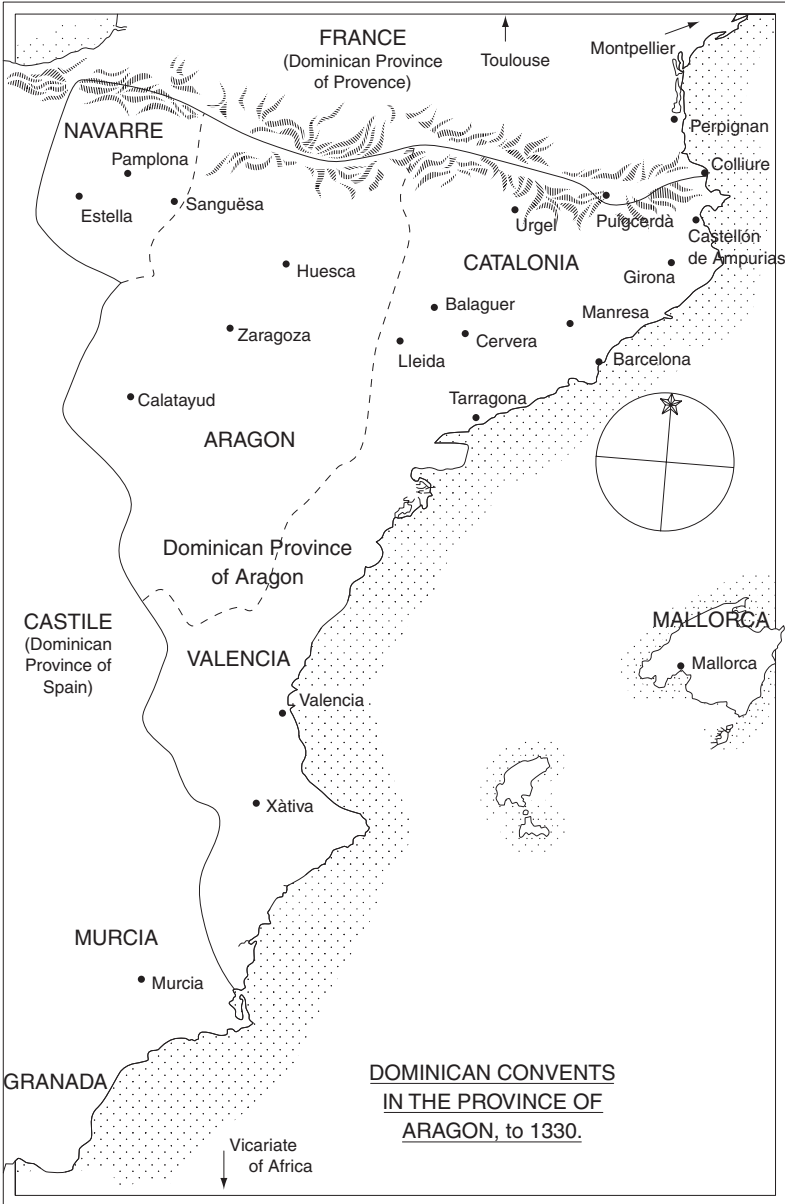 FRANCE
(Dominican Province
of Provence)
Toulouse
Montpellier
NAVARRE
Pamplona
Estella
Sanguësa
Perpignan
Colliure
Urgel
Puigcerdà
Castellón
de Ampurias
Huesca
CATALONIA
Girona
Balaguer
Manresa
Zaragoza
Cervera
Lleida
Barcelona
Calatayud
Tarragona
ARAGON
Dominican Province
of Aragon
CASTILE
(Dominican
Province of
Spain)
MALLORCA
VALENCIA
Mallorca
Valencia
Xàtiva
MURCIA
Murcia
GRANADA
DOMINICAN CONVENTS
IN THE PROVINCE OF
ARAGON, to 1330.
Vicariate
of Africa